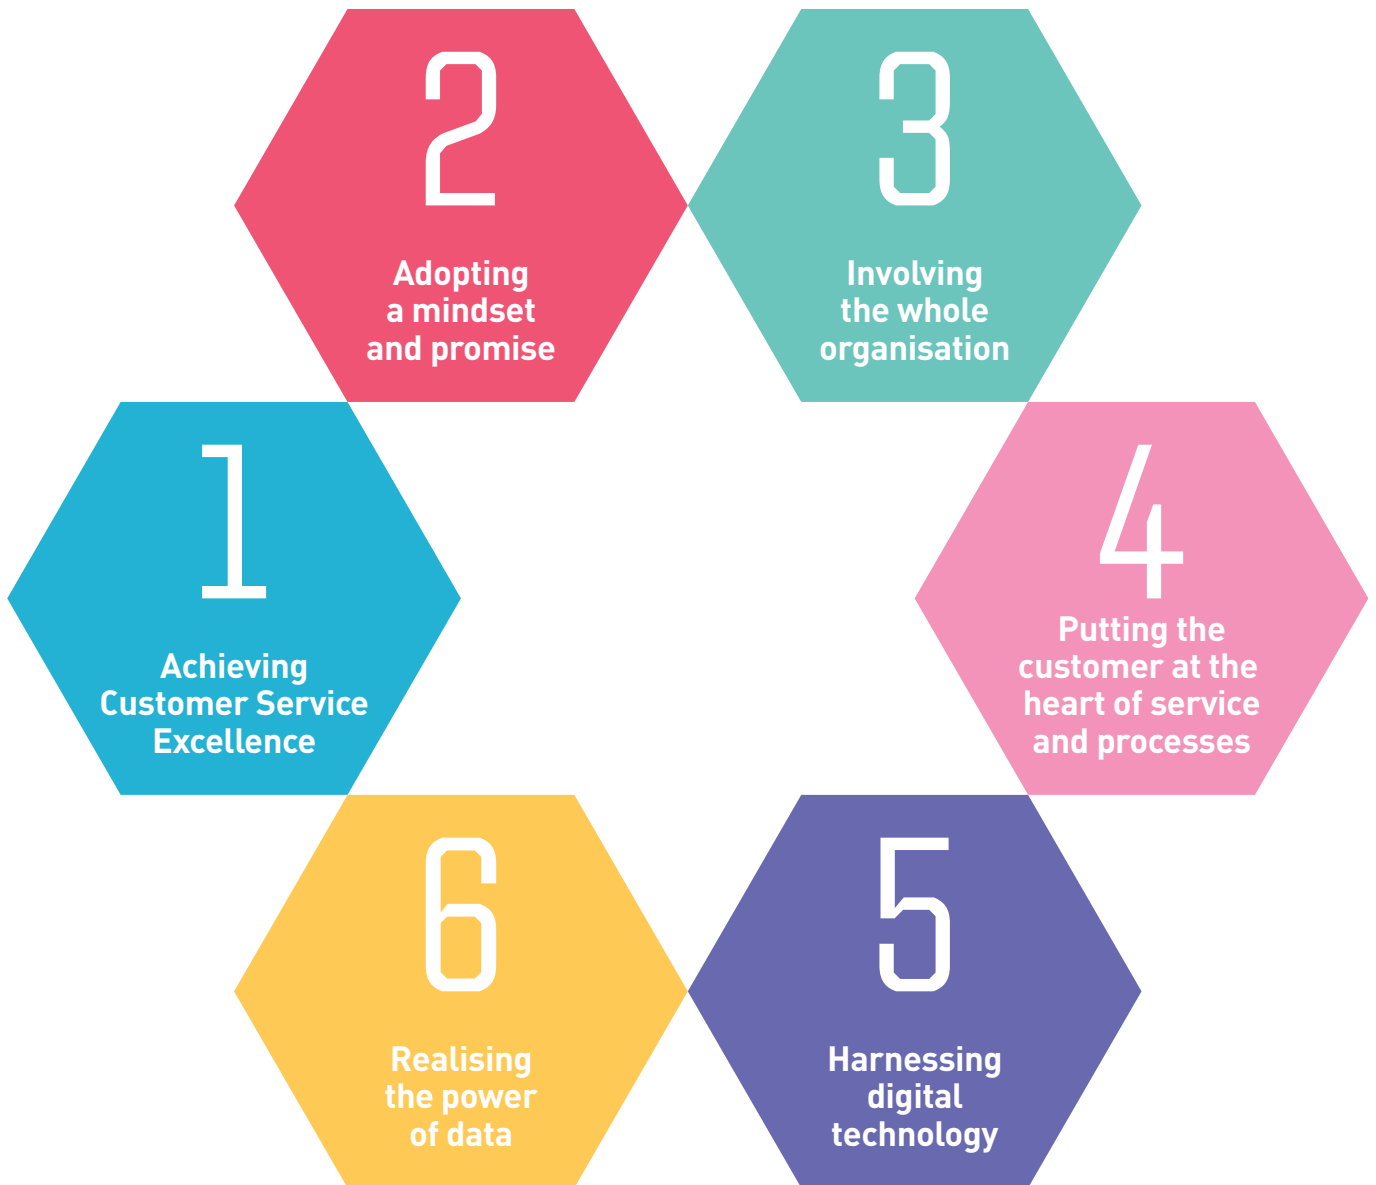 1
Achieving
Customer Service
Excellence
2
Adopting
a mindset
and promise
3
Involving
the whole
organisation
4
Putting the
customer at the
heart of service
and processes
5
Harnessing
digital
technology
6
Realising
the power
of data